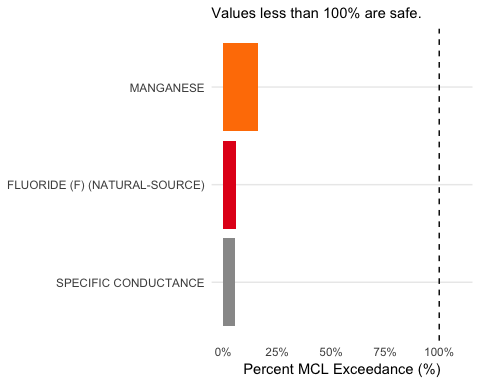 Values less than 100% are safe.
MANGANESE
FLUORIDE (F) (NATURAL-SOURCE)
SPECIFIC CONDUCTANCE
0% 25% 50% 75% 100%
Percent MCL Exceedance (%)